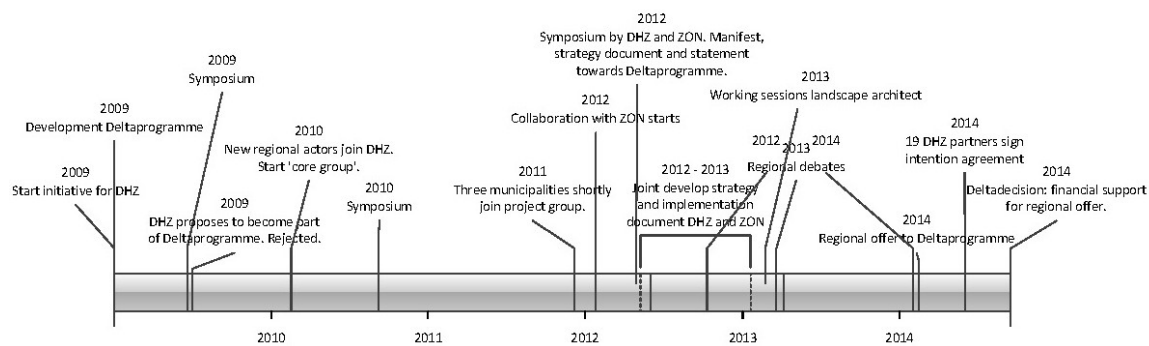 2009
Start initiative for DHZ
2009
Development Deltaprogramme
2009
Symposium
2009
DHZ proposes to become part
of Deltaprogramme. Rejected.
2010
New regional actors join DHZ.
Start 'core group'.
2010
Symposium
2011
Three municipalities shortly
join project group.
2012
Collaboration with ZON starts
2012
Symposium by DHZ and ZON. Manifest,
strategy document and statement
towards Deltaprogramme.
2012 - 2013
Joint develop strategy
and implementation
document DHZ and ZON
2013
Working sessions landscape architect
2012 2013 2014
Regional debates
2014
Regional offer to Deltaprogramme
2014
19 DHZ partners sign
intention agreement
2014
Deltadecision: financial support
for regional offer.
2010 2011 2012 2013 2014